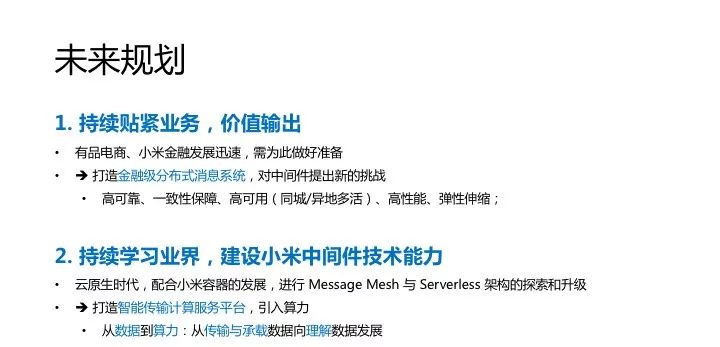 未来规划
1. 持续贴紧业务，价值输出
• 有品电商、小米金融发展迅速，需为此做好准备
• ➔ 打造金融级分布式消息系统，对中间件提出新的挑战
• 高可靠、一致性保障、高可用（同城/异地多活）、高性能、弹性伸缩；
2. 持续学习业界，建设小米中间件技术能力
• 云原生时代，配合小米容器的发展，进行 Message Mesh 与 Serverless 架构的探索和升级
• ➔ 打造智能传输计算服务平台，引入算力
• 从数据到算力：从传输与承载数据向理解数据发展